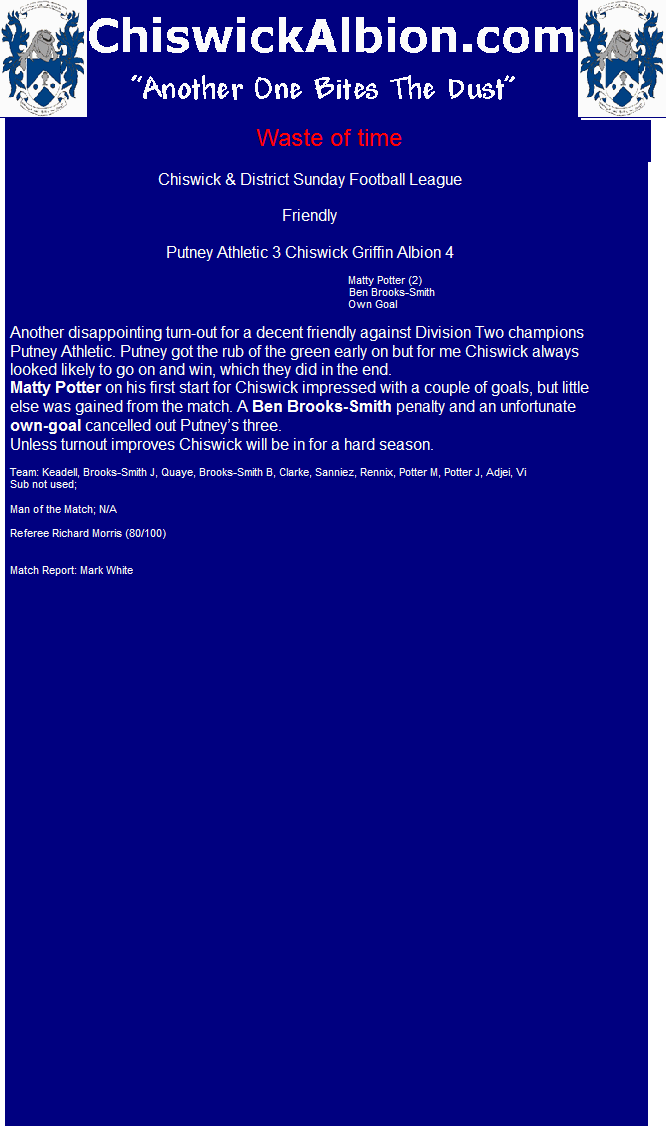 ChiswickAlbion.com
“Another One Bites The Dust”
Waste of time
Chiswick & District Sunday Football League
Friendly
Putney Athletic 3 Chiswick Griffin Albion 4
Matty Potter (2)
Ben Brooks-Smith
Own Goal
Another disappointing turn-out for a decent friendly against Division Two champions
Putney Athletic. Putney got the rub of the green early on but for me Chiswick always
looked likely to go on and win, which they did in the end.
Matty Potter on his first start for Chiswick impressed with a couple of goals, but little
else was gained from the match. A Ben Brooks-Smith penalty and an unfortunate
own-goal cancelled out Putney’s three.
Unless turnout improves Chiswick will be in for a hard season.
Team: Keadell, Brooks-Smith J, Quaye, Brooks-Smith B, Clarke, Sanniez, Rennix, Potter M, Potter J, Adjei, Vi
Sub not used;
Man of the Match; N/A
Referee Richard Morris (80/100)
Match Report: Mark White